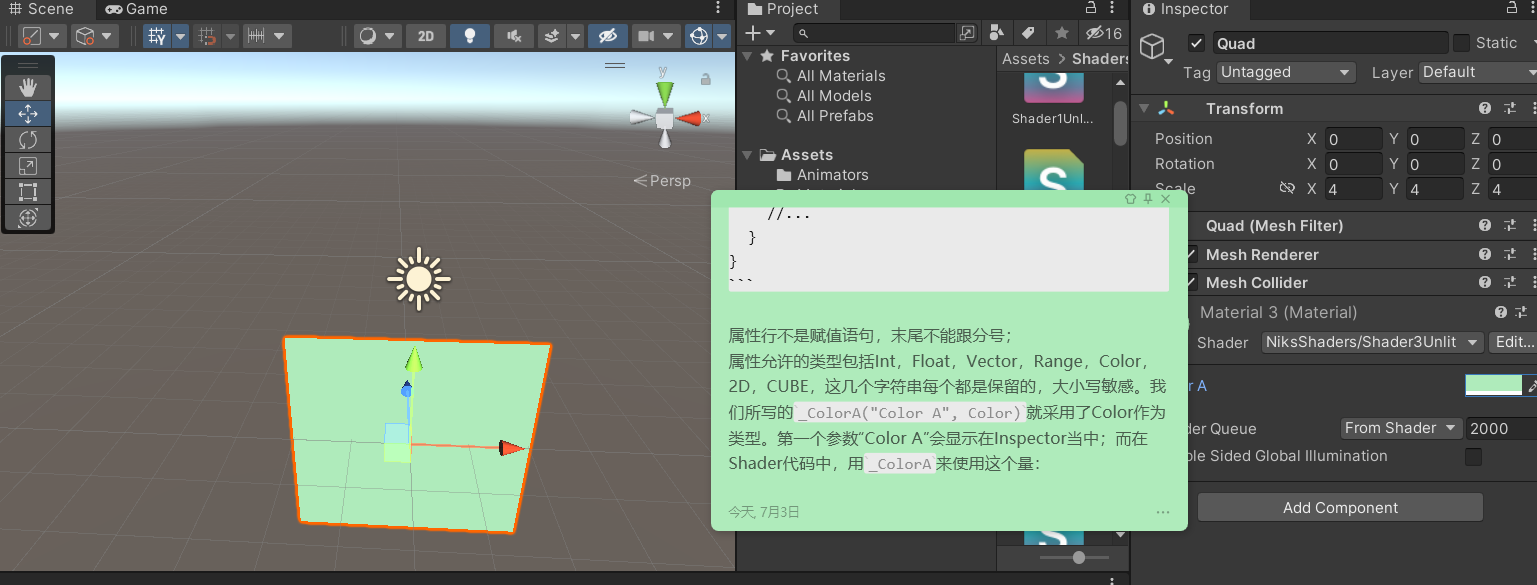 Scene
Game
2D
y
x
Persp
Project
16
Favorites
All Materials
All Models
All Prefabs
Assets
Animators
Assets > Shaders
Shader1Unl...
//...
}
}
```
属性行不是赋值语句，末尾不能跟分号；
属性允许的类型包括Int，Float，Vector，Range，Color，
2D，CUBE，这几个字符串每个都是保留的，大小写敏感。我
们所写的`_ColorA("Color A", Color)`就采用了Color作为
类型。第一个参数“Color A”会显示在Inspector当中；而在
Shader代码中，用`_ColorA`来使用这个量：
今天, 7月3日
Inspector
Quad
Static
Tag Untagged
Layer Default
Transform
Position X 0 Y 0 Z 0
Rotation X 0 Y 0 Z 0
Scale X 4 Y 4 Z 4
Quad (Mesh Filter)
Mesh Renderer
Mesh Collider
Material 3 (Material)
Shader NiksShaders/Shader3Unlit Edit...
r A
der Queue From Shader 2000
ble Sided Global Illumination
Add Component